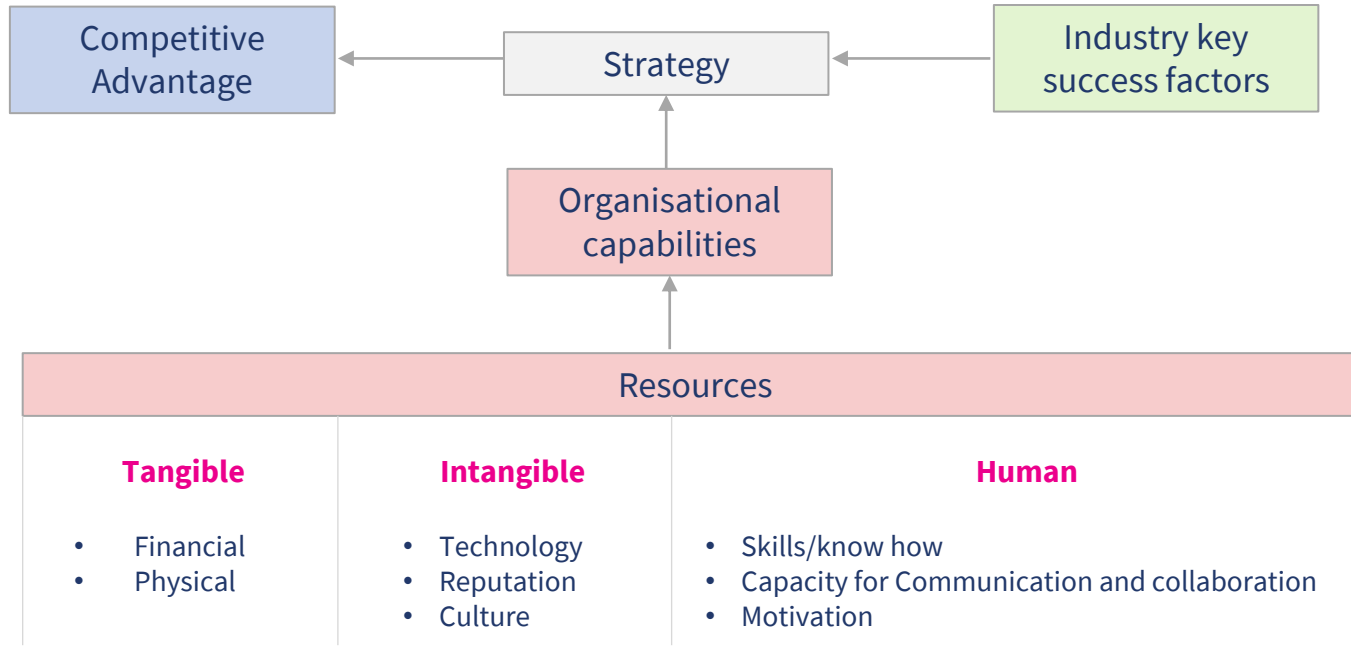 Competitive
Advantage
Strategy
Industry key
success factors
Organisational
capabilities
Resources
Tangible
• Financial
• Physical
Intangible
• Technology
• Reputation
• Culture
Human
• Skills/know how
• Capacity for Communication and collaboration
• Motivation